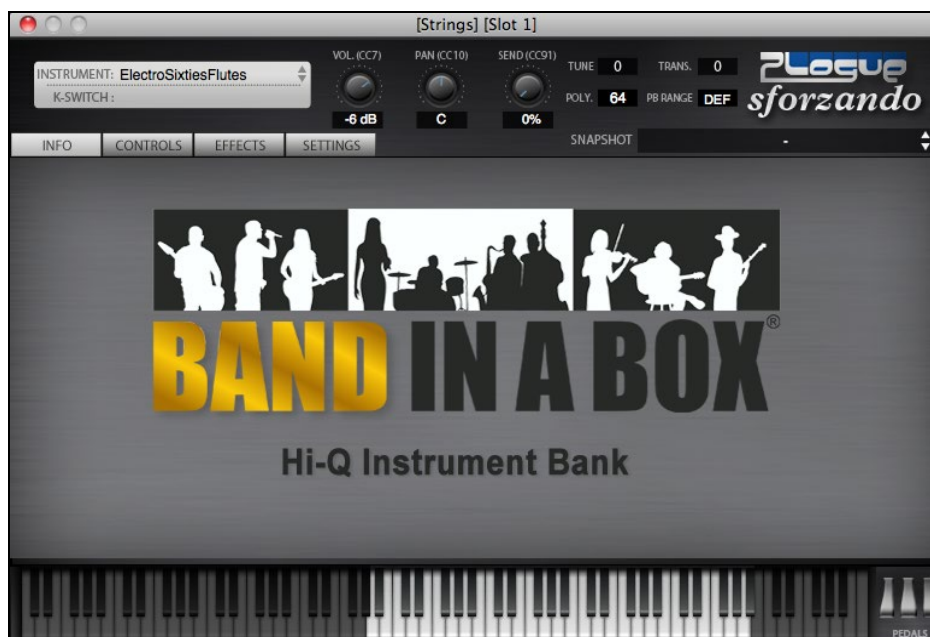 [Strings] [Slot 1]
INSTRUMENT: ElectroSixtiesFlutes
K-SWITCH :
VOL. (CC7)
-6 dB
PAN (CC10)
C
SEND (CC91)
0%
TUNE 0 TRANS. 0
POLY. 64 PB RANGE DEF
Plogue
sforzando
INFO CONTROLS EFFECTS SETTINGS
SNAPSHOT -
BAND IN A BOX®
Hi-Q Instrument Bank
PEDALS